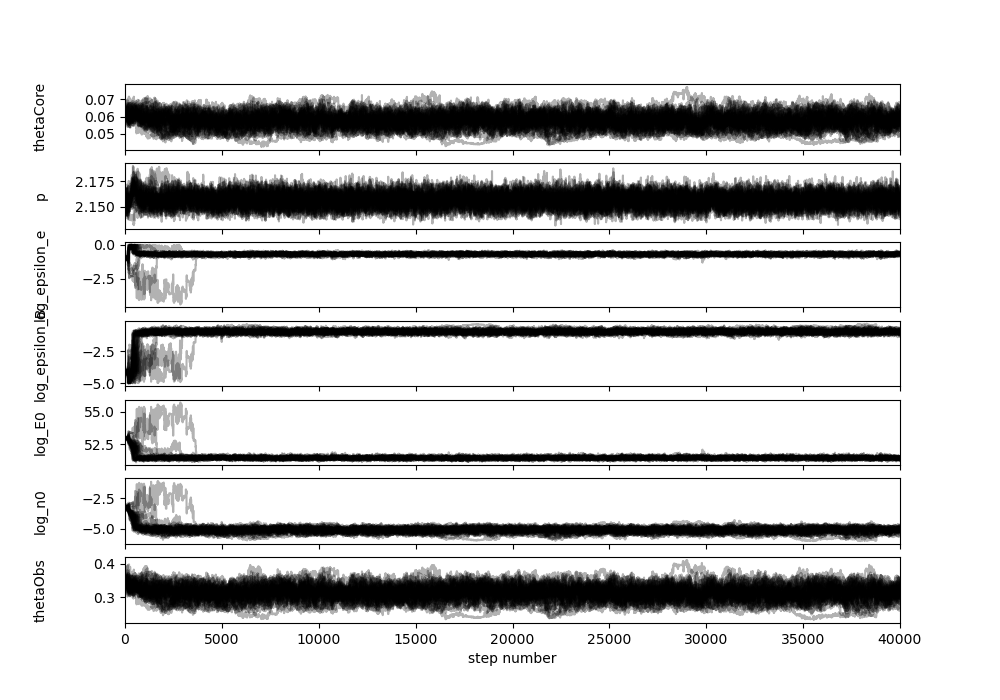 thetaCore
0.07
0.06
0.05
p
2.175
2.150
log_epsilon_e
0.0
−2.5
log_epsilon_B
−2.5
−5.0
log_E0
55.0
52.5
log_n0
−2.5
−5.0
thetaObs
0.4
0.3
0 5000 10000 15000 20000 25000 30000 35000 40000
step number